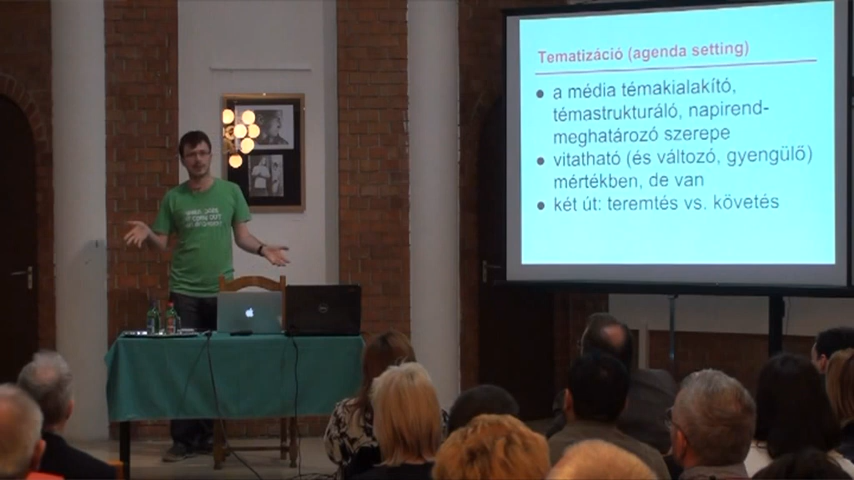 Tematizáció (agenda setting)
• a média témakialakító,
témastrukturáló, napirend-
meghatározó szerepe
• vitatható (és változó, gyengülő)
mértékben, de van
• két út: teremtés vs. követés